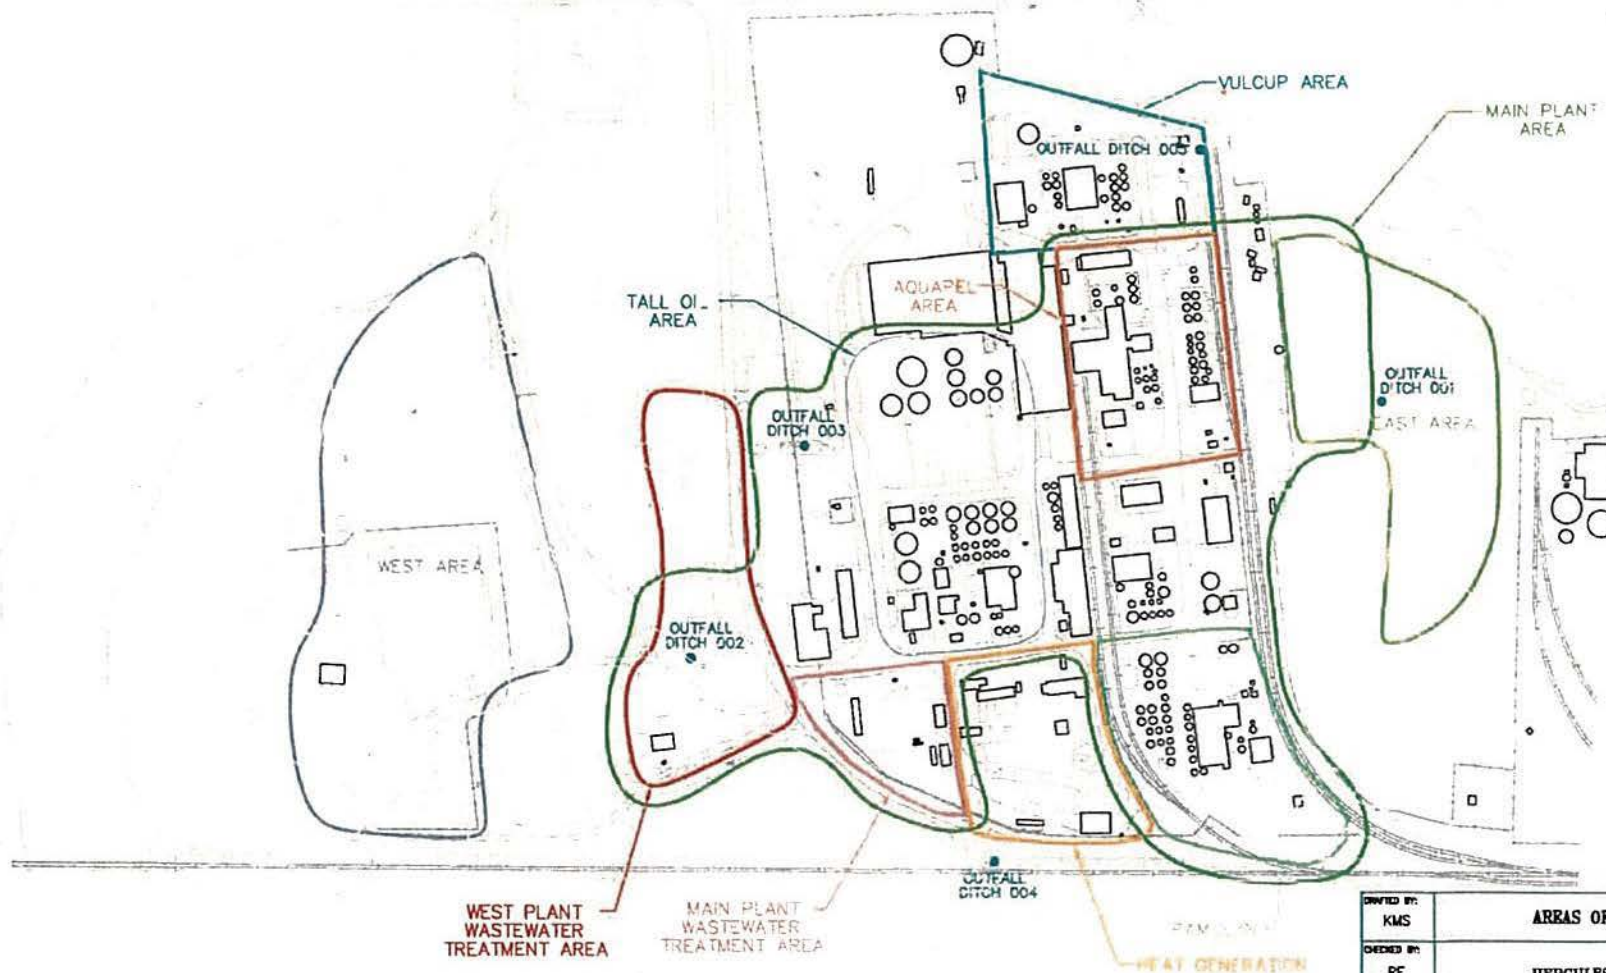 VULCUP AREA
MAIN PLANT
AREA
OUTFALL DITCH 005
AQUAPEL
AREA
TALL OI_
AREA
OUTFALL
DITCH 001
OUTFALL
DITCH 003
EAST AREA
WEST AREA
OUTFALL
DITCH 002
OUTFALL
DITCH 004
WEST PLANT
WASTEWATER
TREATMENT AREA
MAIN PLANT
WASTEWATER
TREATMENT AREA
HEAT GENERATION
DRAFTED BY:
KMS
AREAS OF
CHECKED BY:
HERCULES